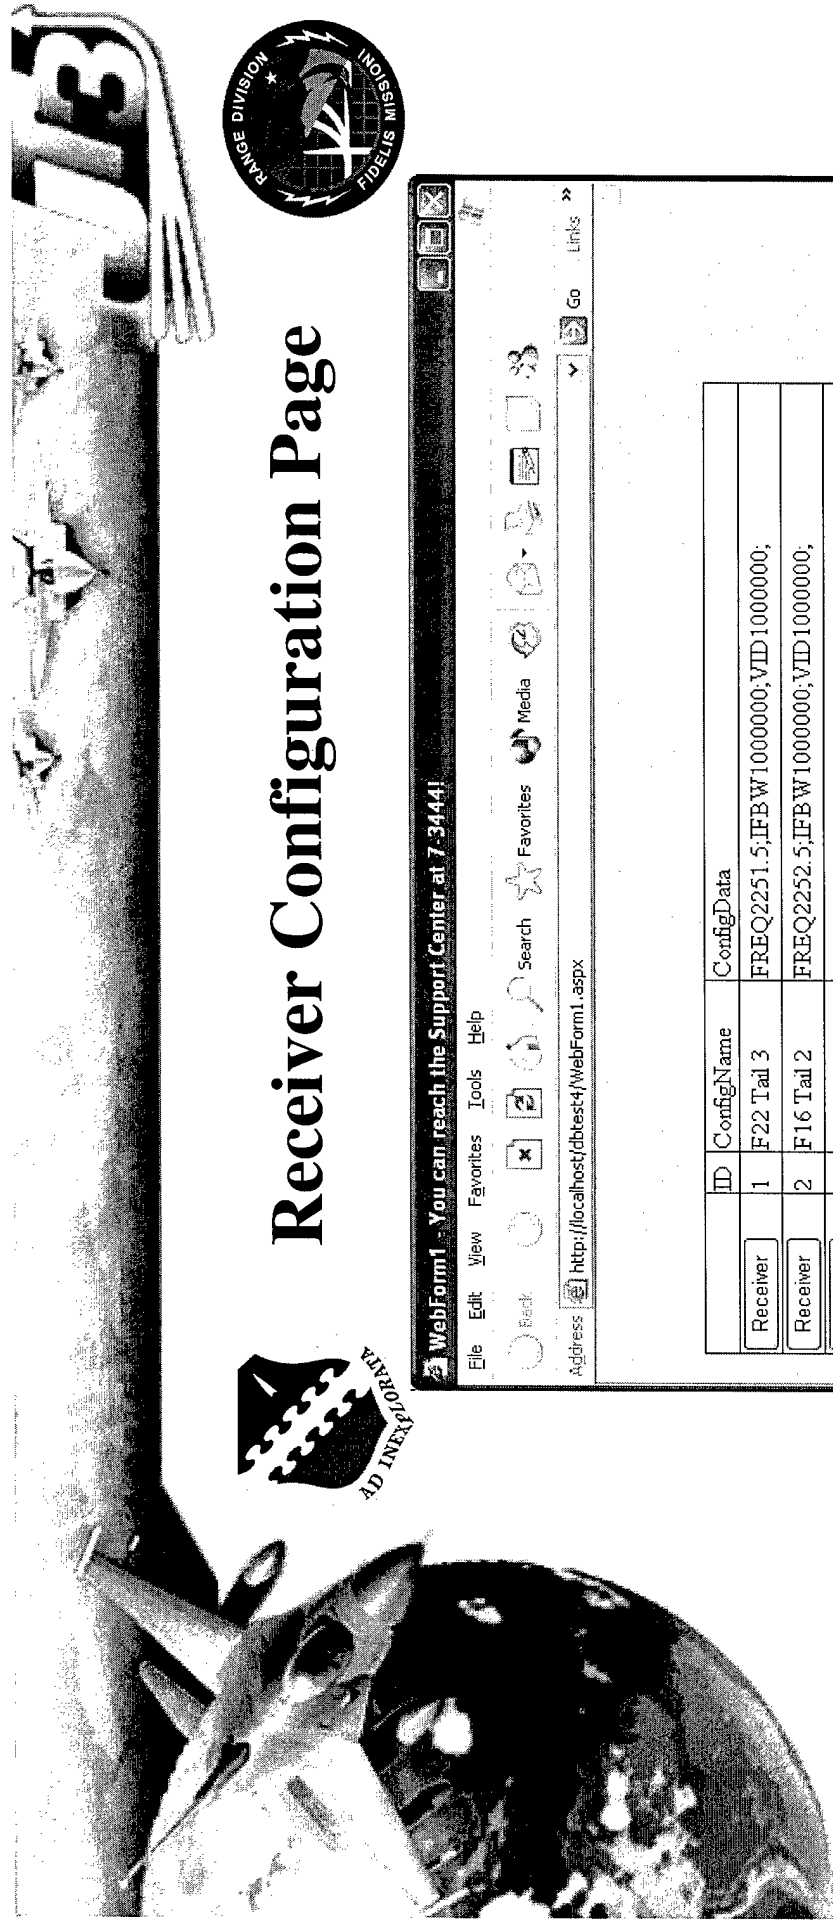 J3
RANGE DIVISION
FIDELIS MISSIONI
AD INEXPLORATA
Receiver Configuration Page
WebForm1 - You can reach the Support Center at 7-3444!
File Edit View Favorites Tools Help
Back Search Favorites Media
Address http://localhost/dbtest4/WebForm1.aspx Go Links »
ID ConfigName ConfigData
Receiver 1 F22 Tail 3 FREQ2251.5;IFBW1000000;VID1000000;
Receiver 2 F16 Tail 2 FREQ2252.5;IFBW1000000;VID1000000;